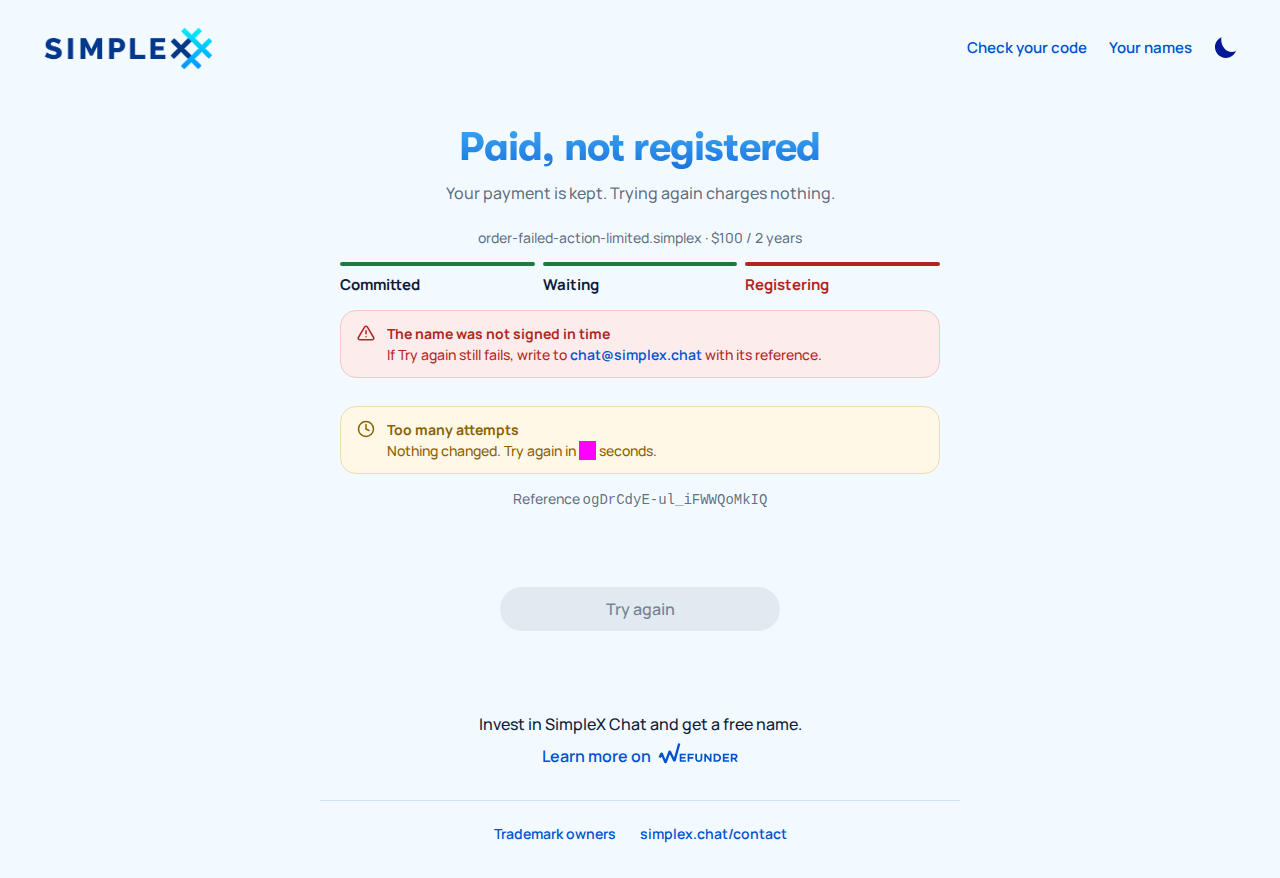 SIMPLEX
Check your code
Your names
Paid, not registered
Your payment is kept. Trying again charges nothing.
order-failed-action-limited.simplex · $100 / 2 years
Committed
Waiting
Registering
The name was not signed in time
If Try again still fails, write to chat@simplex.chat with its reference.
Too many attempts
Nothing changed. Try again in seconds.
Reference ogDrCdyE-ul_iFWWQoMkIQ
Try again
Invest in SimpleX Chat and get a free name.
Learn more on WEFUNDER
Trademark owners
simplex.chat/contact